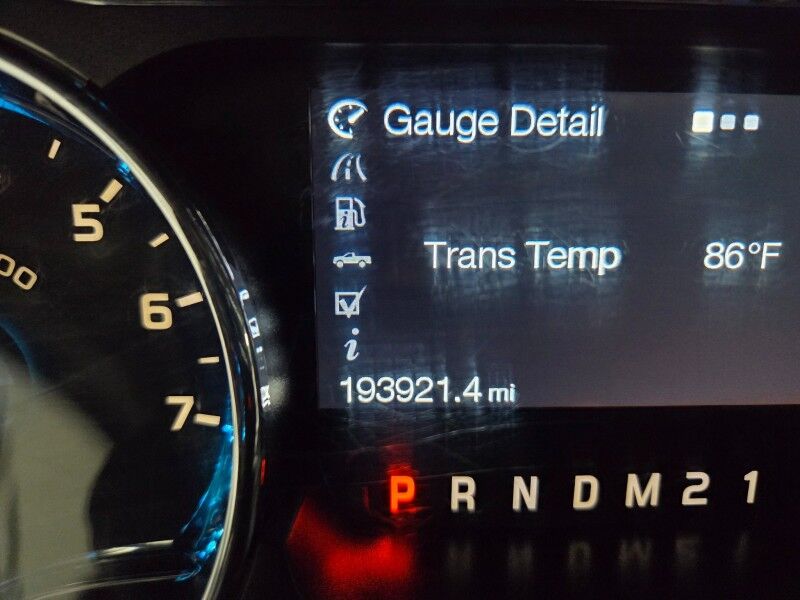 Gauge Detail
5
6
7
Trans Temp 86°F
193921.4 mi
P R N D M 2 1